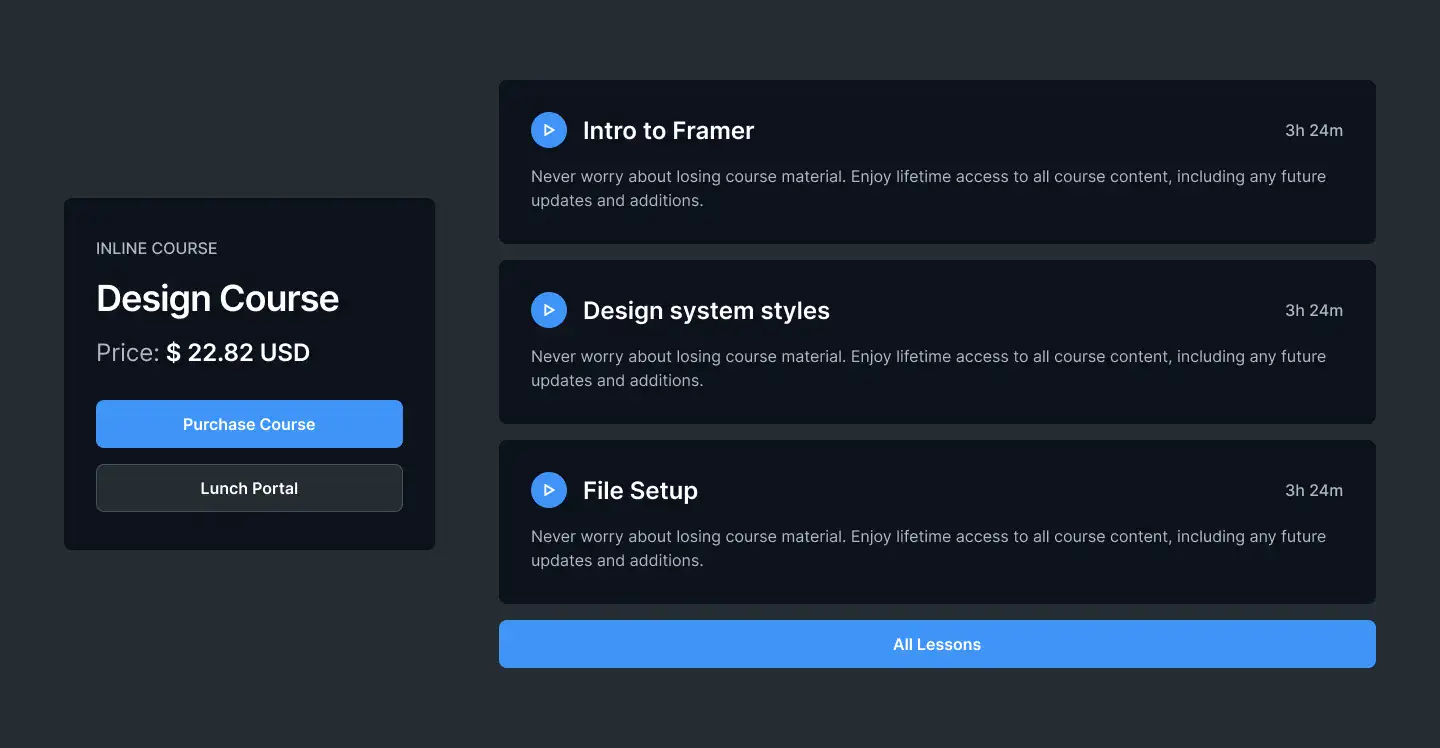 INLINE COURSE
Design Course
Price: $ 22.82 USD
Purchase Course
Lunch Portal
Intro to Framer
3h 24m
Never worry about losing course material. Enjoy lifetime access to all course content, including any future
updates and additions.
Design system styles
3h 24m
Never worry about losing course material. Enjoy lifetime access to all course content, including any future
updates and additions.
File Setup
3h 24m
Never worry about losing course material. Enjoy lifetime access to all course content, including any future
updates and additions.
All Lessons